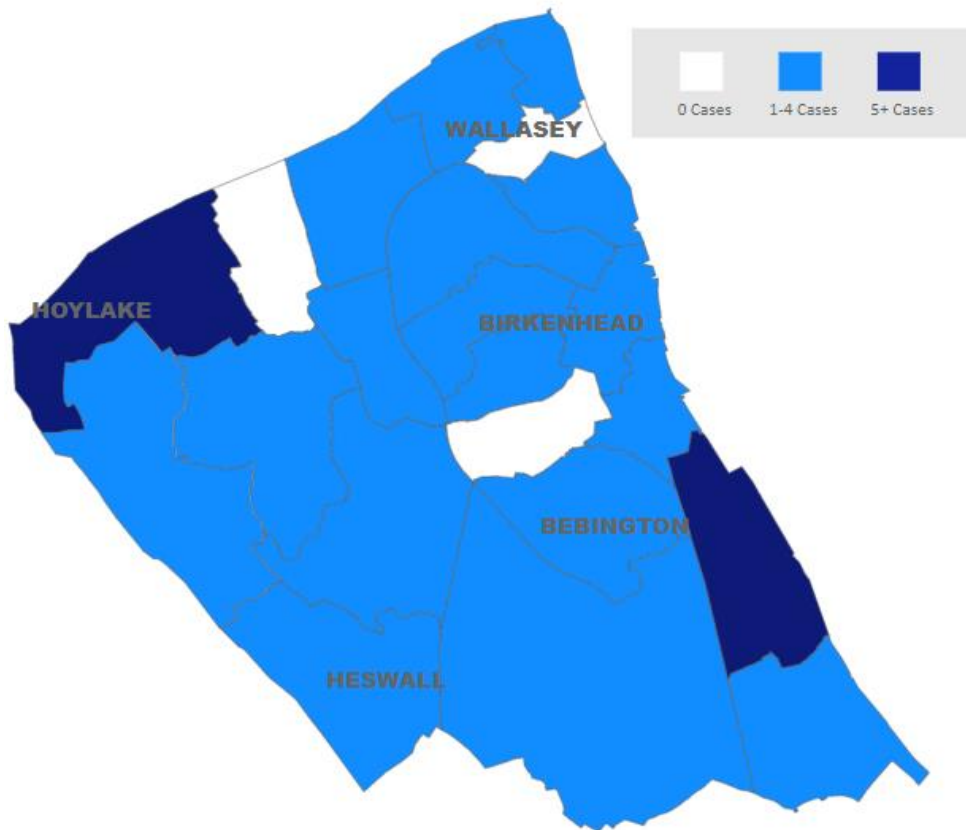 0 Cases 1-4 Cases 5+ Cases
WALLASEY
HOYLAKE
BIRKENHEAD
BEBINGTON
HESWALL